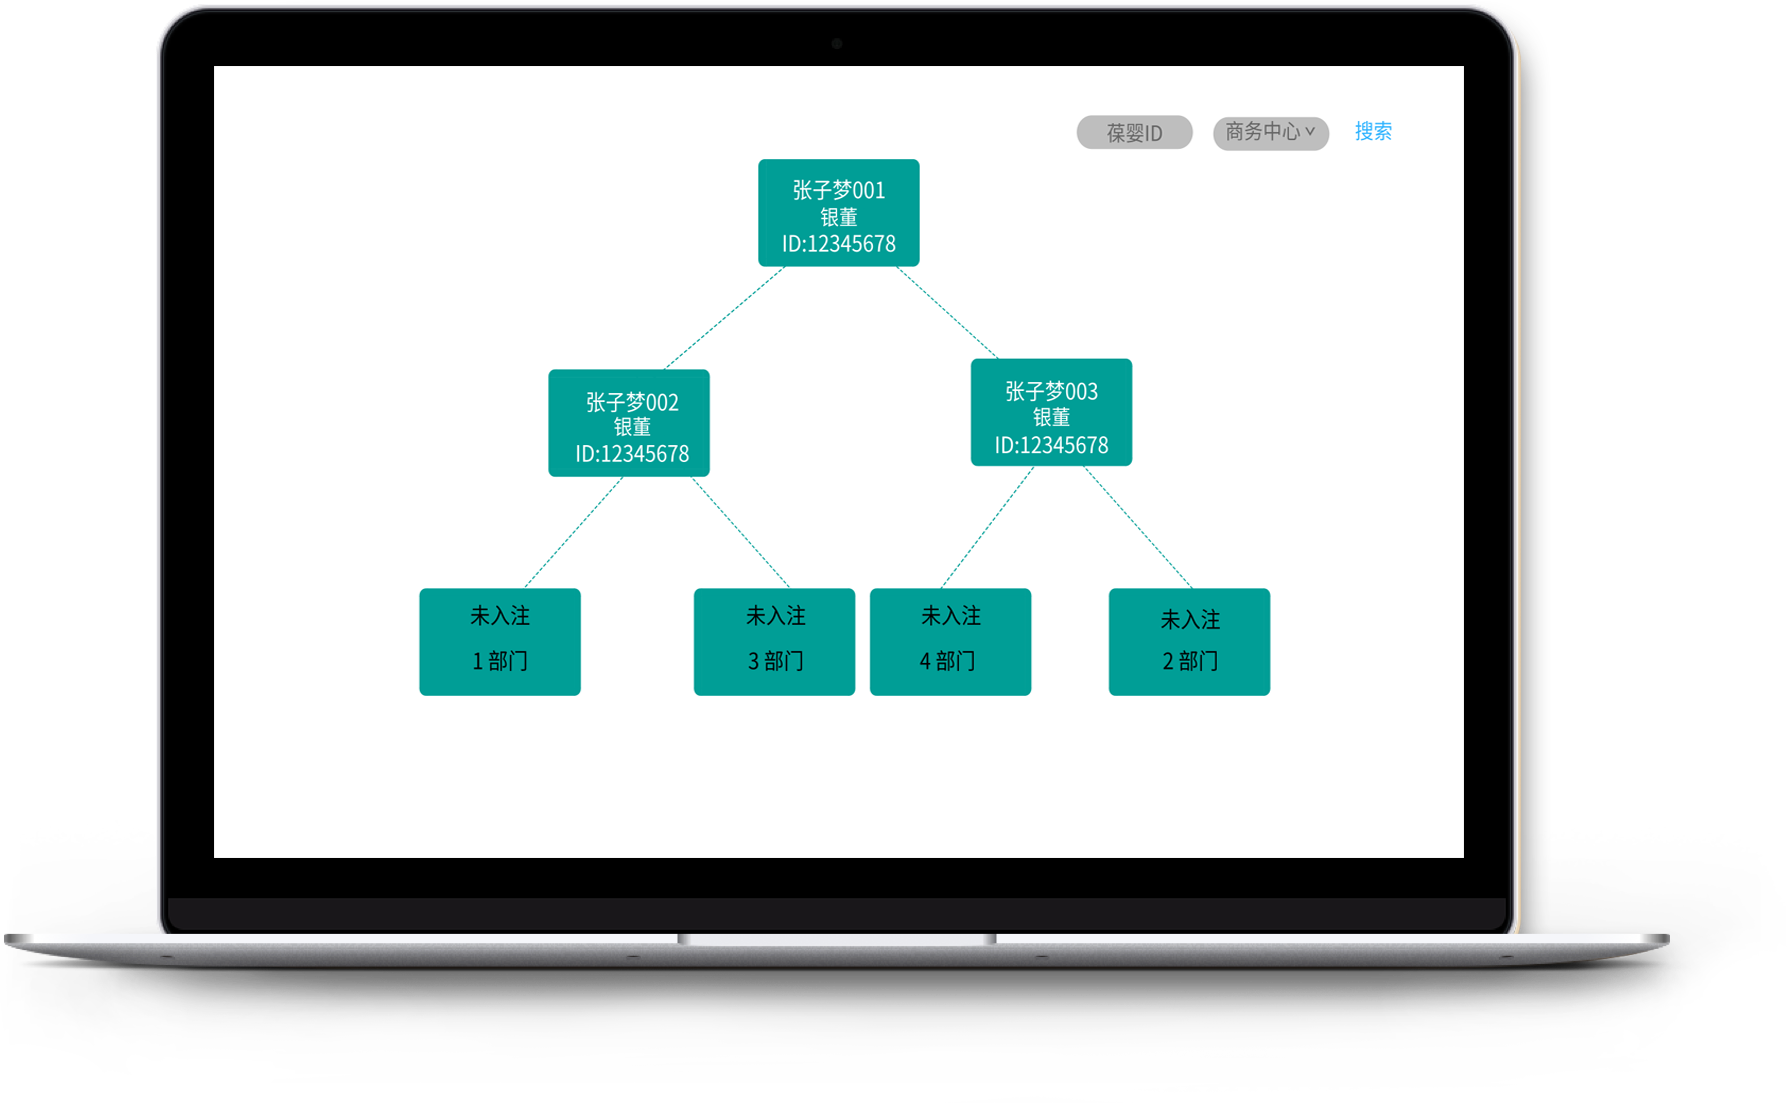 葆婴ID 商务中心 搜索
张子梦001
银董
ID:12345678
张子梦002
银董
ID:12345678
张子梦003
银董
ID:12345678
未入注
1 部门
未入注
3 部门
未入注
4 部门
未入注
2 部门